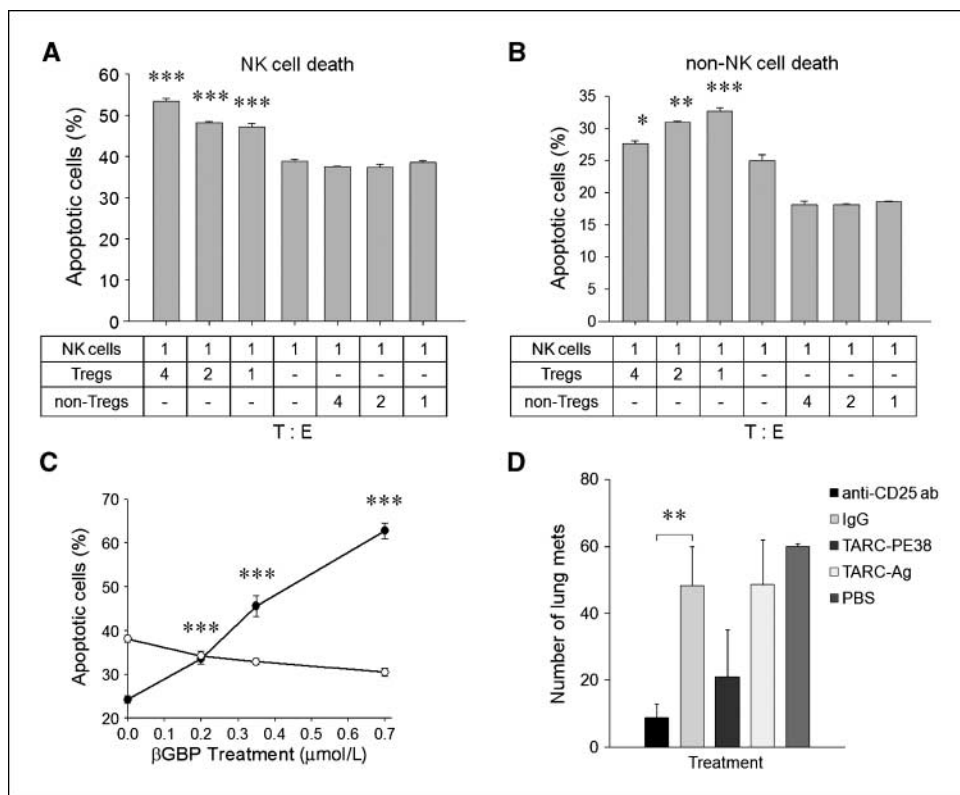 A
NK cell death
Apoptotic cells (%)
60
50
40
30
20
10
0
*** *** ***
NK cells 1 1 1 1 1 1 1
Tregs 4 2 1 - - - -
non-Tregs - - - - 4 2 1
T : E
B
non-NK cell death
Apoptotic cells (%)
35
30
25
20
15
10
5
0
* ** ***
NK cells 1 1 1 1 1 1 1
Tregs 4 2 1 - - - -
non-Tregs - - - - 4 2 1
T : E
C
Apoptotic cells (%)
70
60
50
40
30
20
*** *** ***
0.0 0.1 0.2 0.3 0.4 0.5 0.6 0.7
βGBP Treatment (μmol/L)
D
Number of lung mets
80
60
40
20
0
**
Treatment
anti-CD25 ab
IgG
TARC-PE38
TARC-Ag
PBS